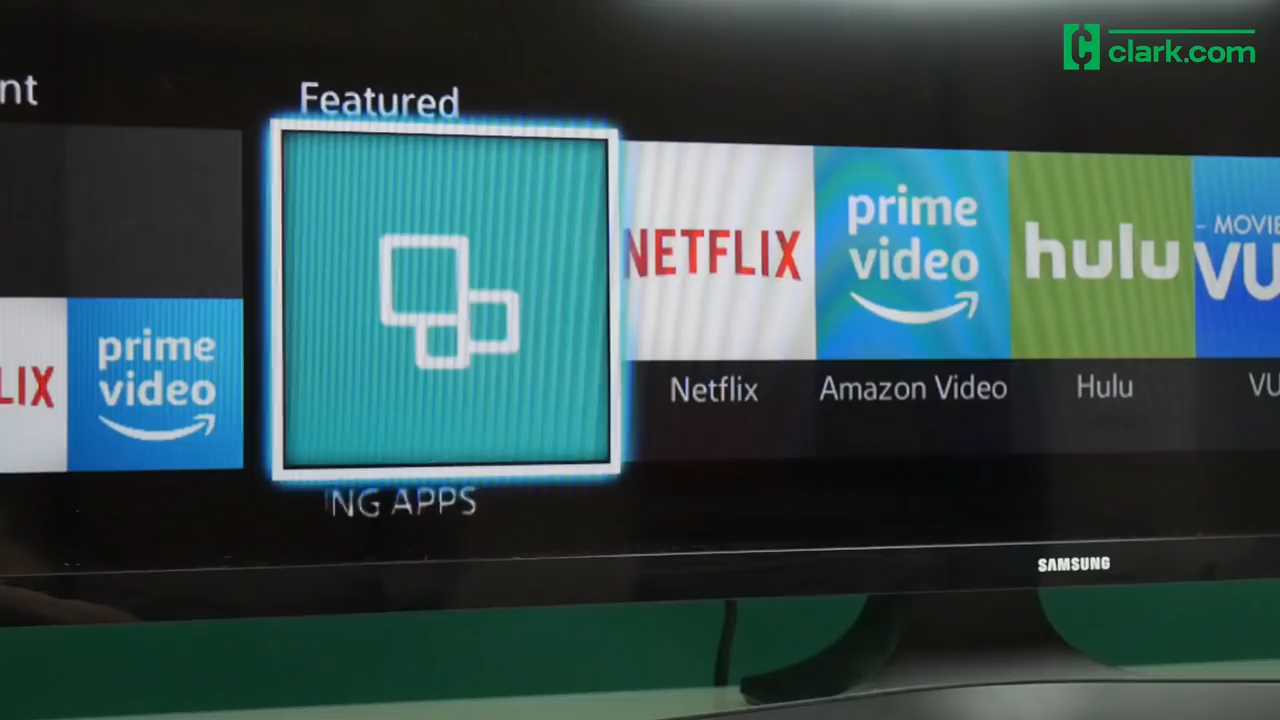 clark.com
nt
Featured
NETFLIX
prime
video
hulu
MOVIE
VU
LIX
prime
video
Netflix
Amazon Video
Hulu
VU
NG APPS
SAMSUNG